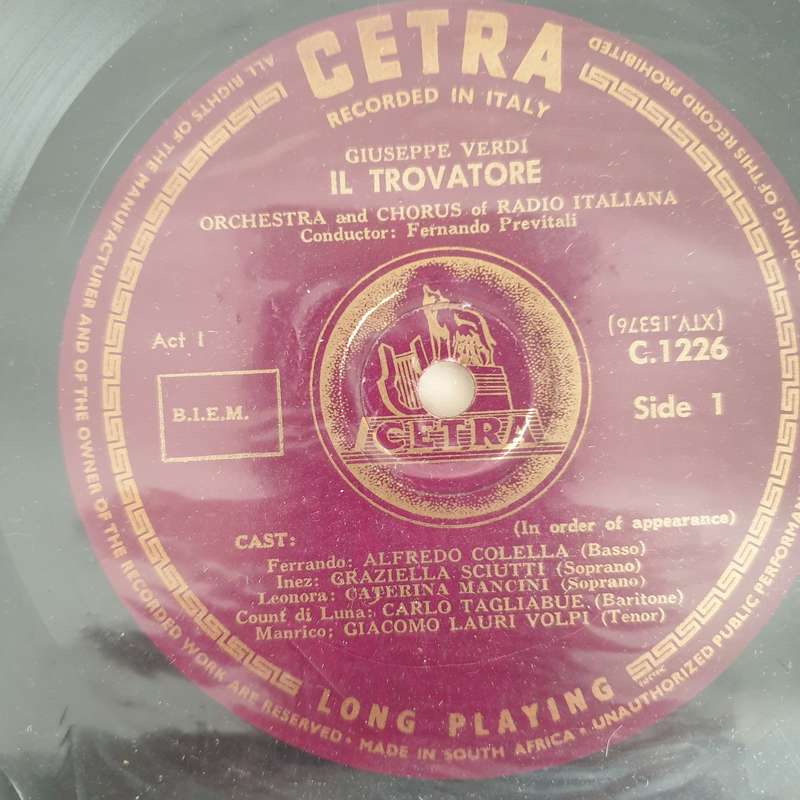 CETRA
RECORDED IN ITALY
GIUSEPPE VERDI
IL TROVATORE
ORCHESTRA and CHORUS of RADIO ITALIANA
Conductor: Fernando Previtali
Act I
(XTV.15376)
C.1226
B.I.E.M.
Side 1
CETRA
(In order of appearance)
CAST:
Ferrando: ALFREDO COLELLA (Basso)
Inez: GRAZIELLA SCIUTTI (Soprano)
Leonora: CATERINA MANCINI (Soprano)
Count di Luna: CARLO TAGLIABUE (Baritone)
Manrico: GIACOMO LAURI VOLPI (Tenor)
LONG PLAYING
ALL RIGHTS OF THE MANUFACTURER AND OF THE OWNER OF THE RECORDED WORK ARE RESERVED • MADE IN SOUTH AFRICA • UNAUTHORIZED PUBLIC PERFORMAN OPYING OF THIS RECORD PROHIBITED